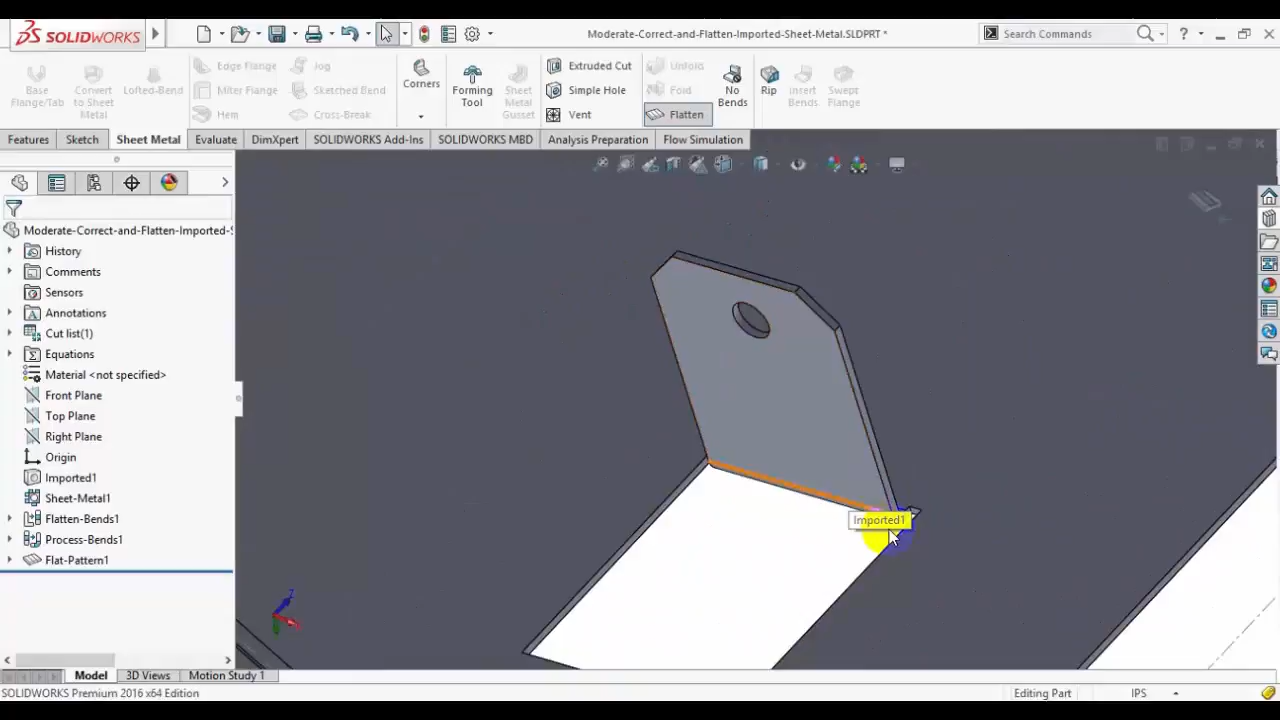 SOLIDWORKS
Moderate-Correct-and-Flatten-Imported-Sheet-Metal.SLDPRT *
Search Commands
Base Flange/Tab
Convert to Sheet Metal
Lofted-Bend
Edge Flange
Miter Flange
Hem
Jog
Sketched Bend
Cross-Break
Corners
Forming Tool
Sheet Metal Gusset
Extruded Cut
Simple Hole
Vent
Unfold
Fold
Flatten
No Bends
Rip
Insert Bends
Swept Flange
Features
Sketch
Sheet Metal
Evaluate
DimXpert
SOLIDWORKS Add-Ins
SOLIDWORKS MBD
Analysis Preparation
Flow Simulation
Moderate-Correct-and-Flatten-Imported-S
History
Comments
Sensors
Annotations
Cut list(1)
Equations
Material <not specified>
Front Plane
Top Plane
Right Plane
Origin
Imported1
Sheet-Metal1
Flatten-Bends1
Process-Bends1
Flat-Pattern1
Imported1
Model
3D Views
Motion Study 1
SOLIDWORKS Premium 2016 x64 Edition
Editing Part
IPS